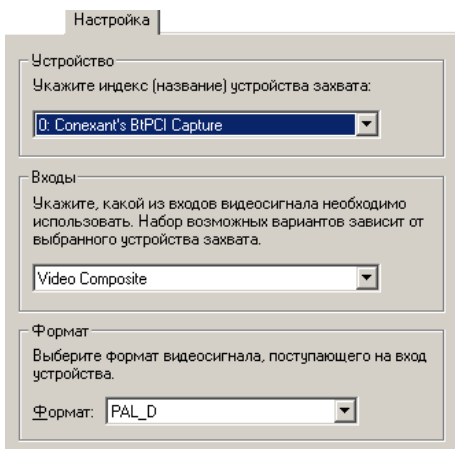 Настройка
Устройство
Укажите индекс (название) устройства захвата:
0: Conexant's BtPCI Capture
Входы
Укажите, какой из входов видеосигнала необходимо
использовать. Набор возможных вариантов зависит от
выбранного устройства захвата.
Video Composite
Формат
Выберите формат видеосигнала, поступающего на вход
устройства.
Формат: PAL_D